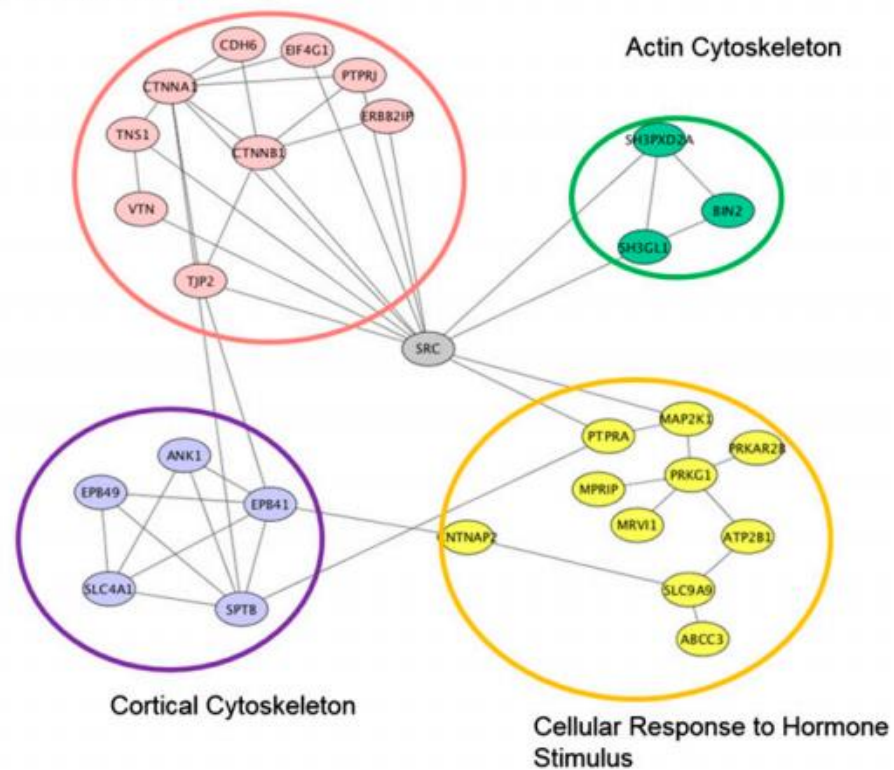 CDH6
EIF4G1
Actin Cytoskeleton
PTPRJ
CTNNA1
ERBB2IP
TNS1
CTNNB1
SH3PXD2A
VTN
BIN2
SH3GL1
TJP2
SRC
MAP2K1
PTPRA
PRKAR2B
ANK1
PRKG1
EPB49
MPRIP
EPB41
MRVI1
CNTNAP2
ATP2B1
SLC4A1
SLC9A9
SPTB
ABCC3
Cortical Cytoskeleton
Cellular Response to Hormone
Stimulus